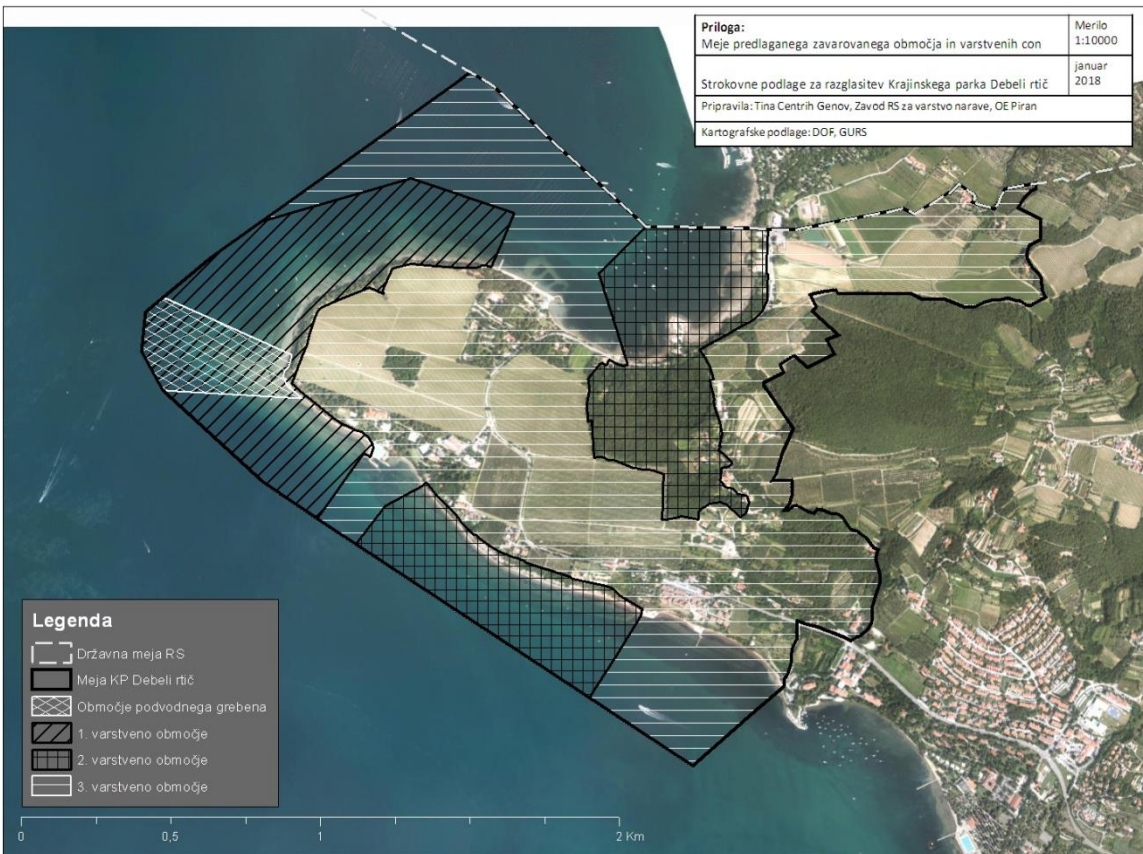 Priloga:
Meje predlaganega zavarovanega območja in varstvenih con
Merilo
1:10000
Strokovne podlage za razglasitev Krajinskega parka Debeli rtič
januar
2018
Pripravila: Tina Centrih Genov, Zavod RS za varstvo narave, OE Piran
Kartografske podlage: DOF, GURS
Legenda
Državna meja RS
Meja KP Debeli rtič
Območje podvodnega grebena
1. varstveno območje
2. varstveno območje
3. varstveno območje
0 0,5 1 2 Km